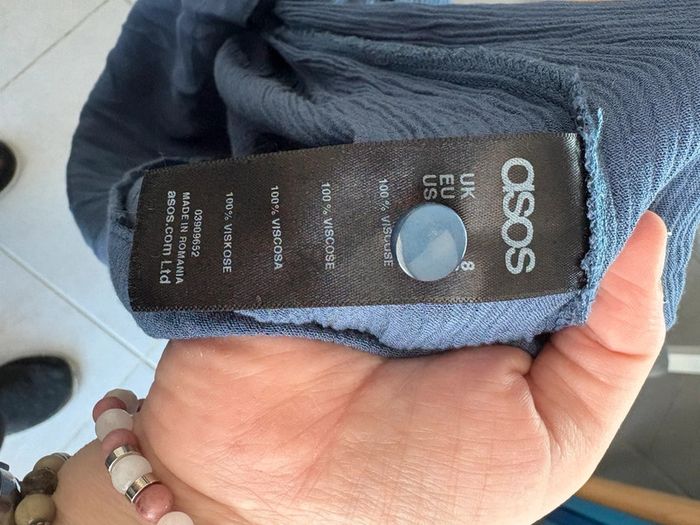 asos
UK 8
EU
US
100% VISCOSE
100% VISCOSE
100% VISCOSA
100% VISKOSE
03909652
MADE IN ROMANIA
asos.com Ltd